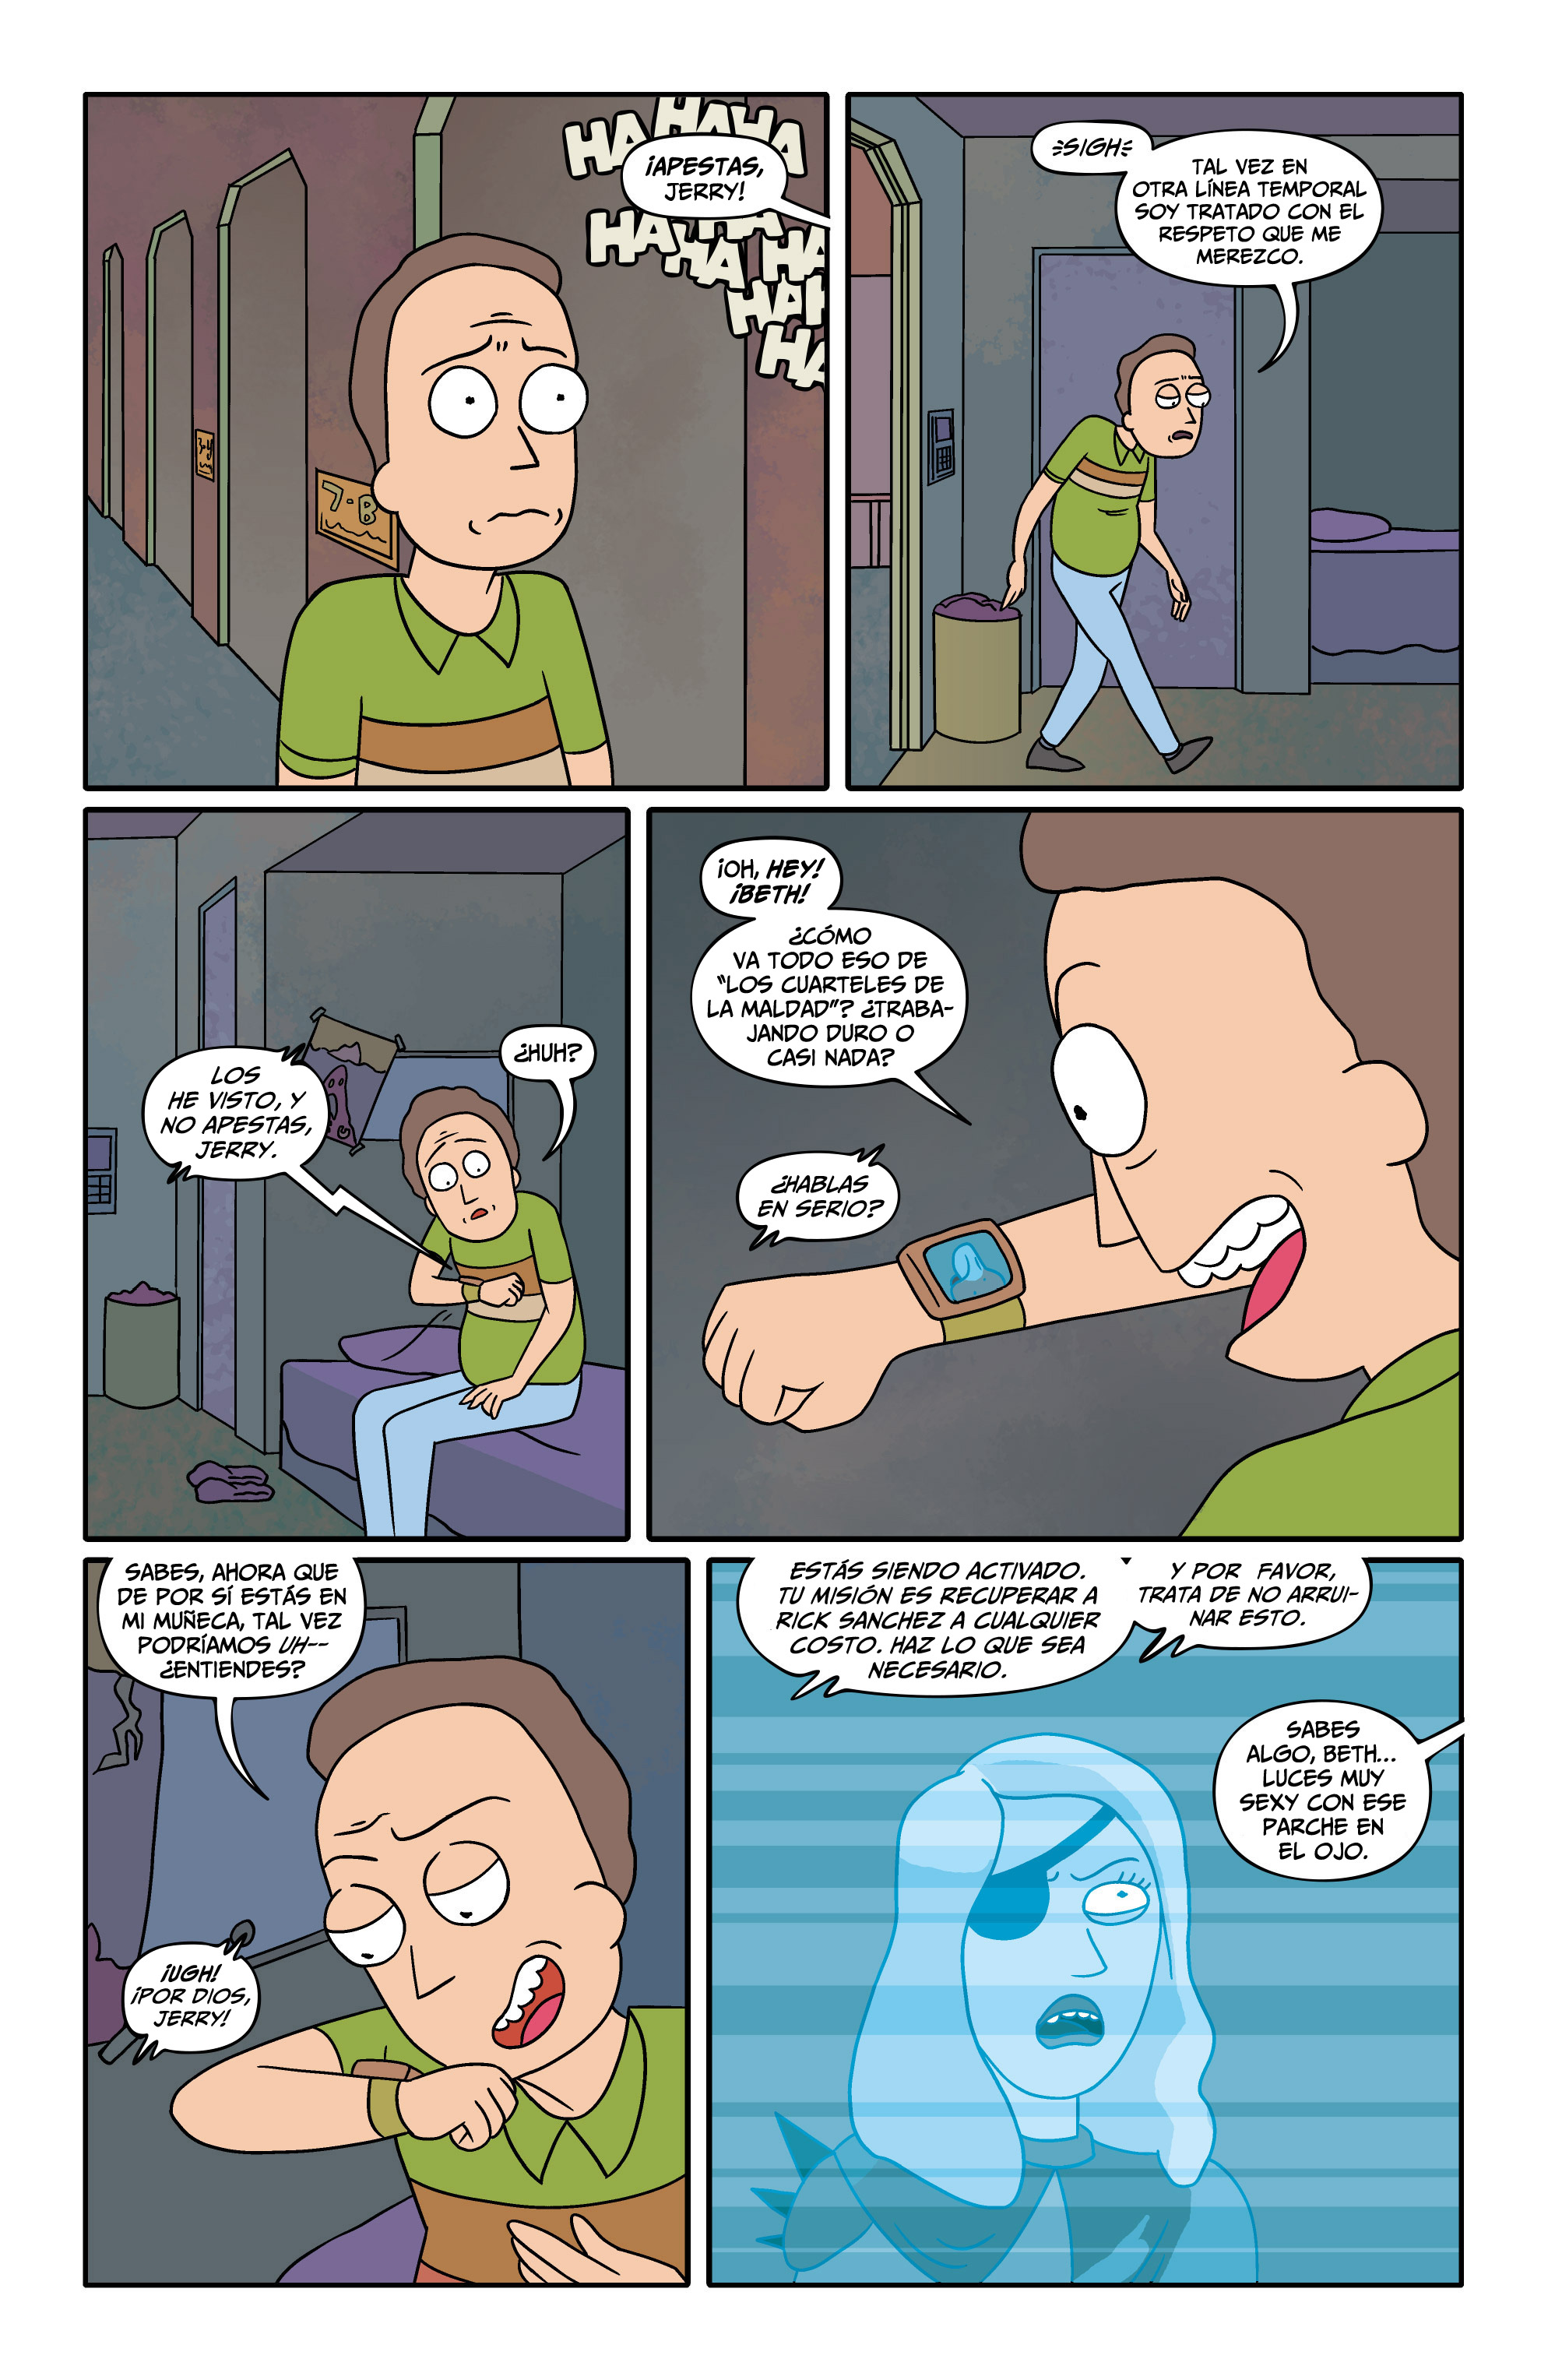 HA HAHA
¡APESTAS,
JERRY!
HA HA
HA HA
HAH
HA
7-B
SIGH
TAL VEZ EN
OTRA LÍNEA TEMPORAL
SOY TRATADO CON EL
RESPETO QUE ME
MEREZCO.
LOS
HE VISTO, Y
NO APESTAS,
JERRY.
¿HUH?
¡OH, HEY!
¡BETH!
¿CÓMO
VA TODO ESO DE
"LOS CUARTELES DE
LA MALDAD"? ¿TRABA-
JANDO DURO O
CASI NADA?
¿HABLAS
EN SERIO?
SABES, AHORA QUE
DE POR SÍ ESTÁS EN
MI MUÑECA, TAL VEZ
PODRÍAMOS UH--
¿ENTIENDES?
¡UGH!
¡POR DIOS,
JERRY!
ESTÁS SIENDO ACTIVADO.
TU MISIÓN ES RECUPERAR A
RICK SANCHEZ A CUALQUIER
COSTO. HAZ LO QUE SEA
NECESARIO.
Y POR FAVOR,
TRATA DE NO ARRUI-
NAR ESTO.
SABES
ALGO, BETH...
LUCES MUY
SEXY CON ESE
PARCHE EN
EL OJO.